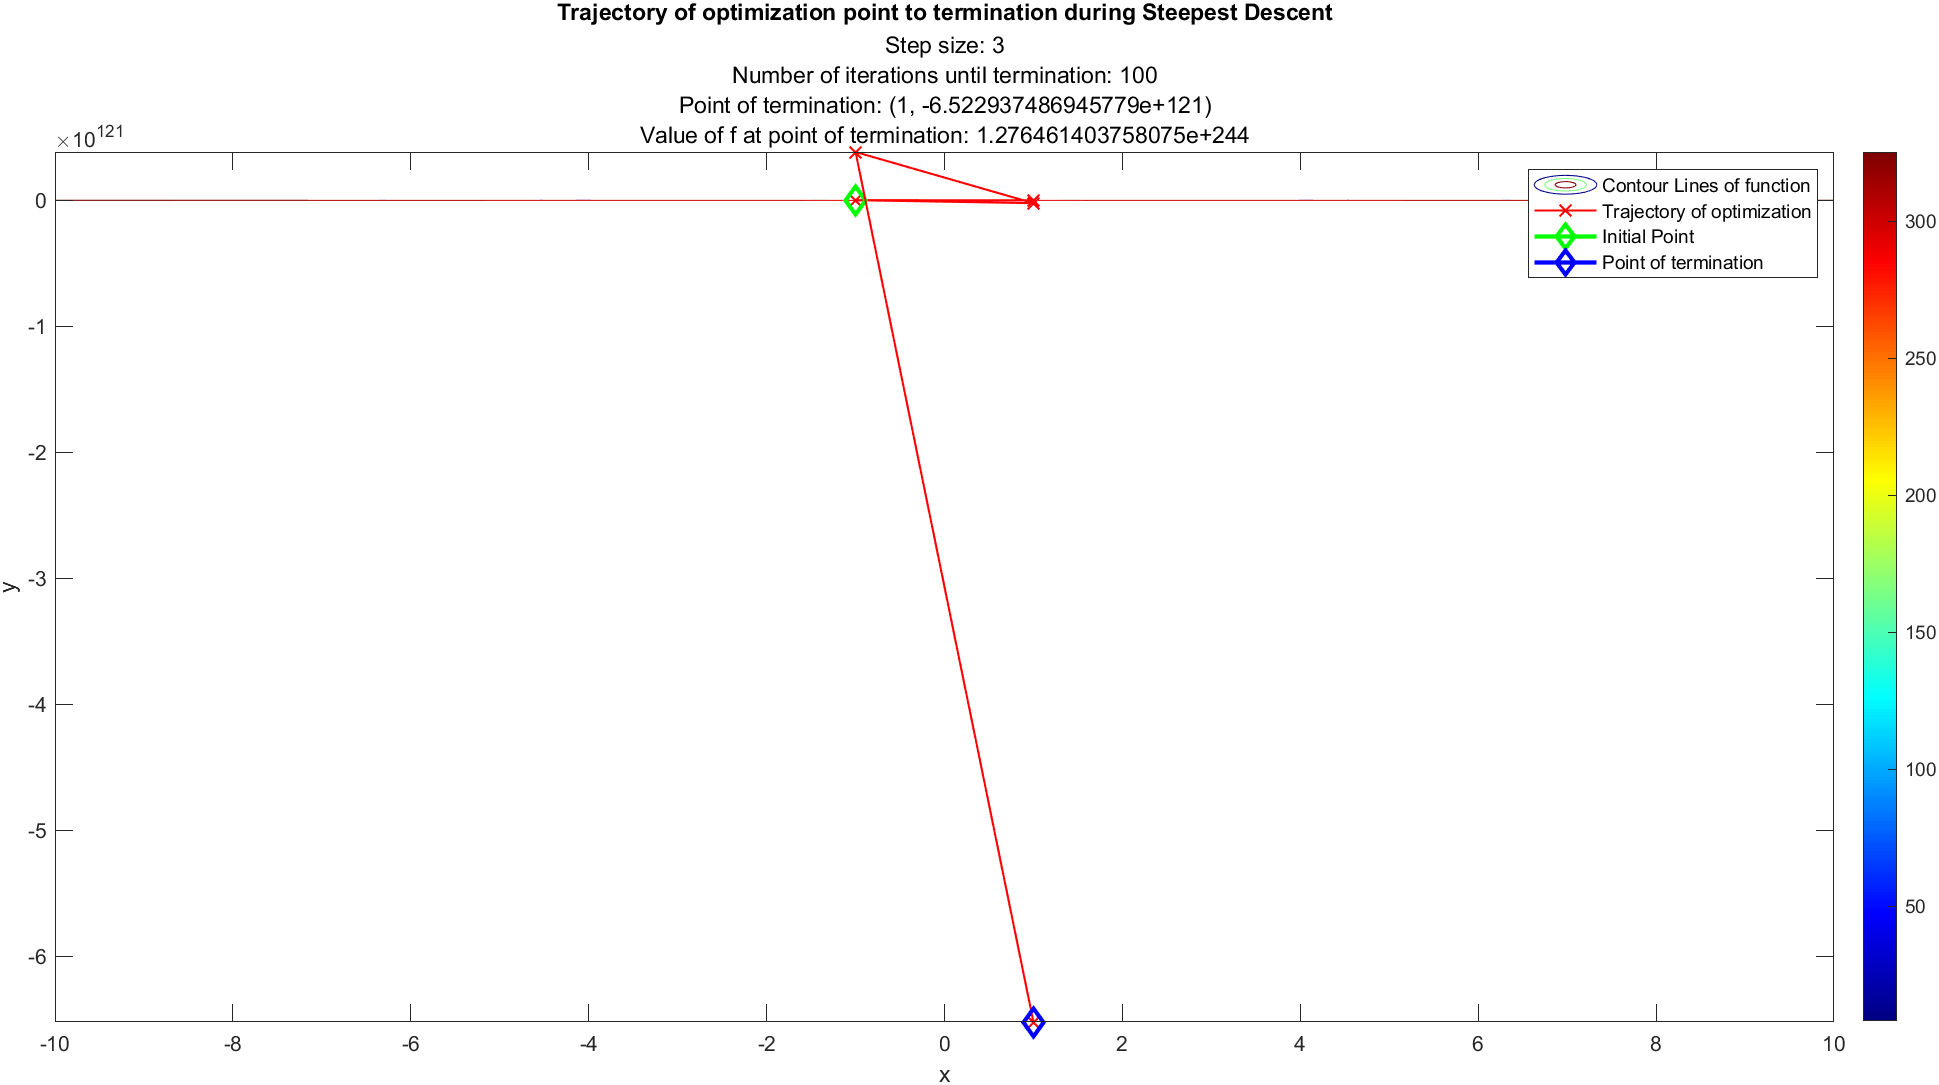 Trajectory of optimization point to termination during Steepest Descent
Step size: 3
Number of iterations until termination: 100
Point of termination: (1, -6.522937486945779e+121)
Value of f at point of termination: 1.276461403758075e+244
×10^121
0
-1
-2
-3
-4
-5
-6
y
-10 -8 -6 -4 -2 0 2 4 6 8 10
x
Contour Lines of function
Trajectory of optimization
Initial Point
Point of termination
300
250
200
150
100
50